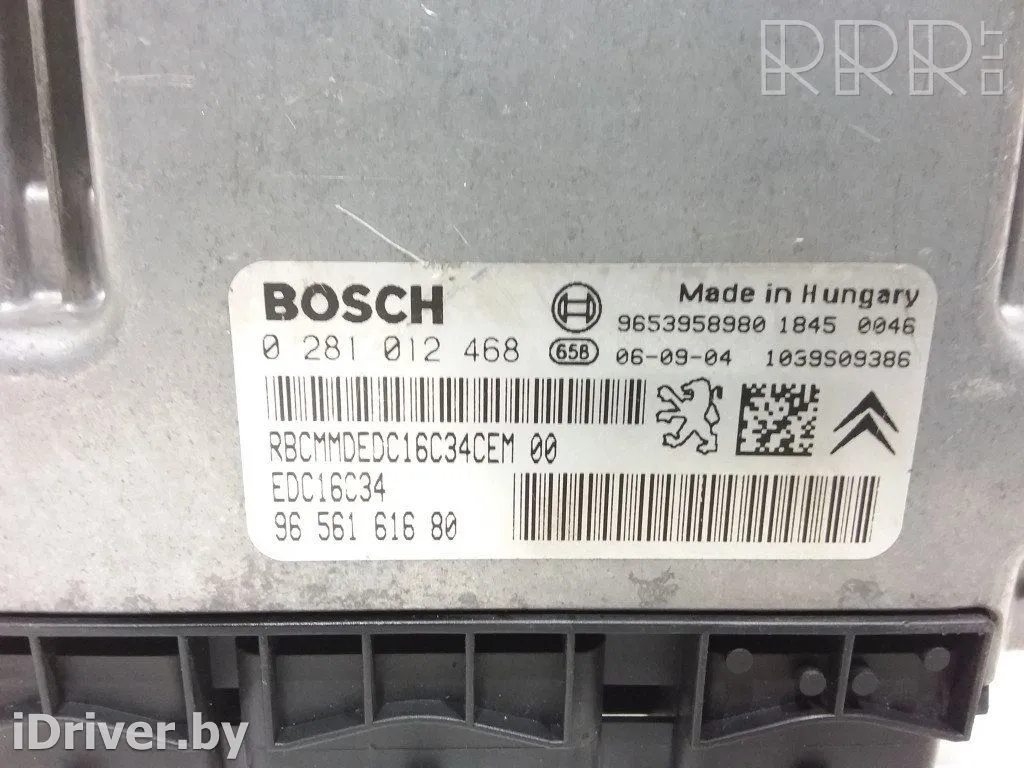 RRR.LT
BOSCH
Made in Hungary
0 281 012 468
9653958980 1845 0046
658 06-09-04 1039S09386
RBCMMDEDC16C34CEM 00
EDC16C34
96 561 616 80
iDriver.by